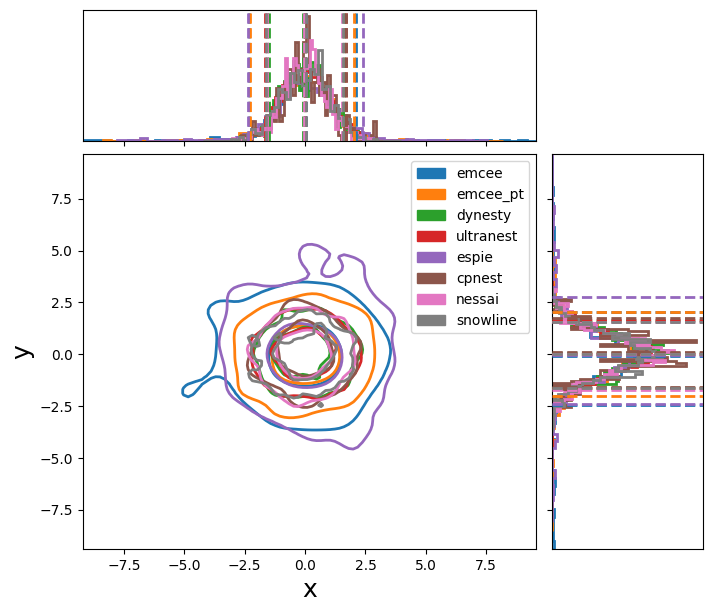 emcee
emcee_pt
dynesty
ultranest
espie
cpnest
nessai
snowline
7.5
5.0
2.5
0.0
−2.5
−5.0
−7.5
y
−7.5 −5.0 −2.5 0.0 2.5 5.0 7.5
x